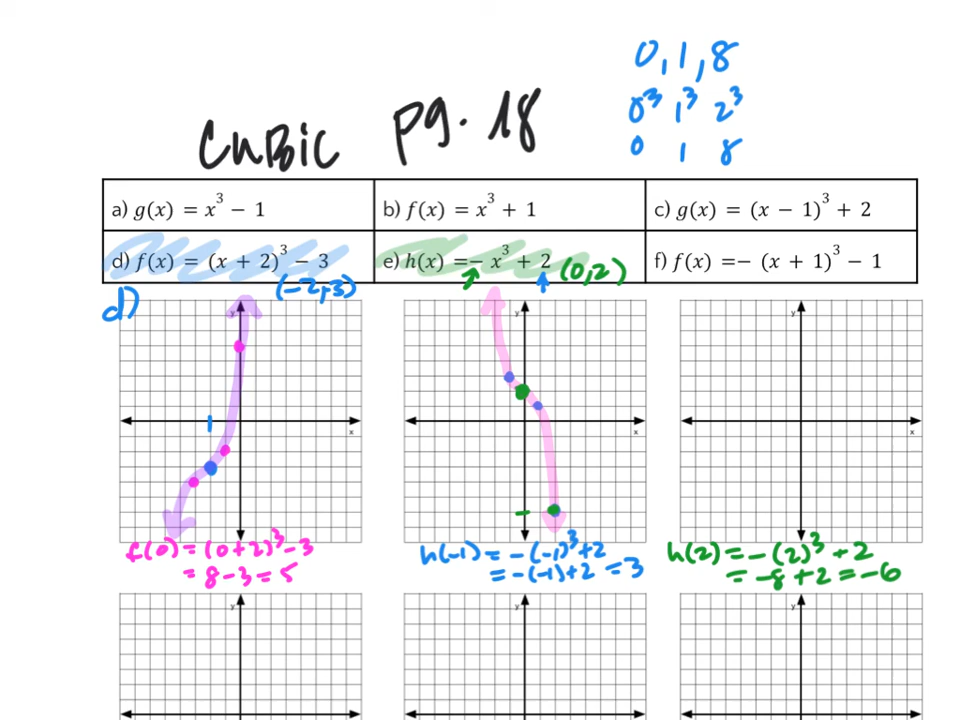 0, 1, 8
0³ 1³ 2³
0 1 8
CuBic pg. 18
a) g(x) = x³ − 1
b) f(x) = x³ + 1
c) g(x) = (x − 1)³ + 2
d) f(x) = (x + 2)³ − 3
e) h(x) = − x³ + 2
f) f(x) = − (x + 1)³ − 1
(−2, −3)
(0, 2)
d)
y
x
y
x
y
x
f(0) = (0+2)³ − 3
= 8 − 3 = 5
h(−1) = −(−1)³ + 2
= −(−1) + 2 = 3
h(2) = −(2)³ + 2
= −8 + 2 = −6
y
y
y